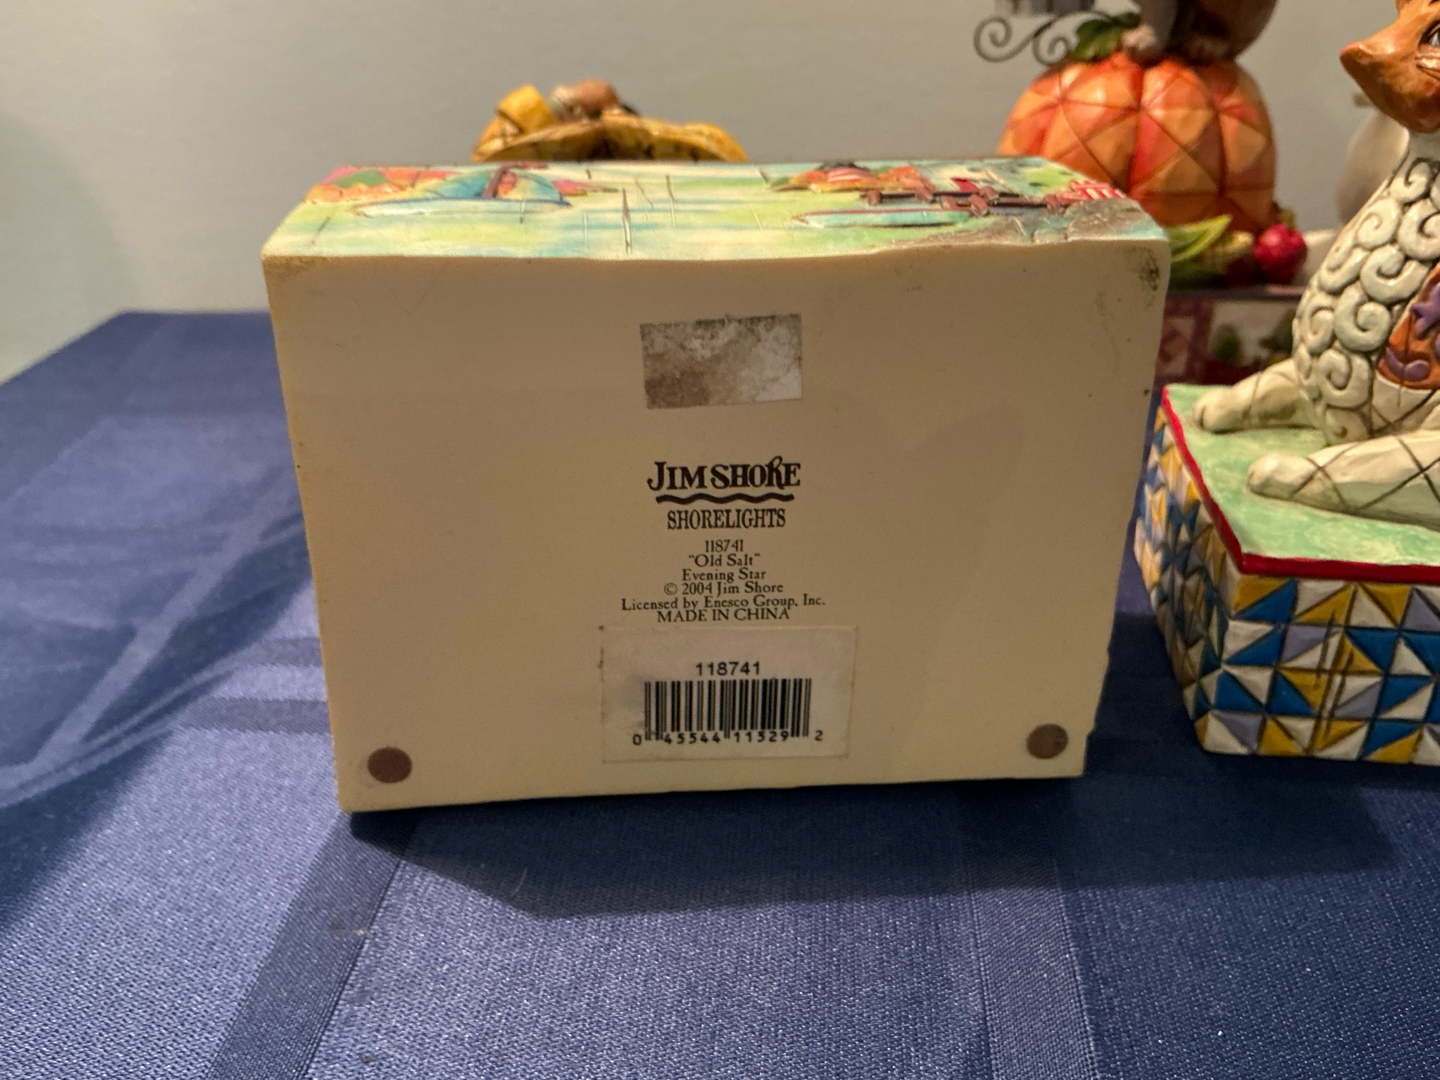 JIM SHORE
SHORELIGHTS
118741
"Old Salt"
Evening Star
© 2004 Jim Shore
Licensed by Enesco Group, Inc.
MADE IN CHINA
118741
0 45544 11529 2